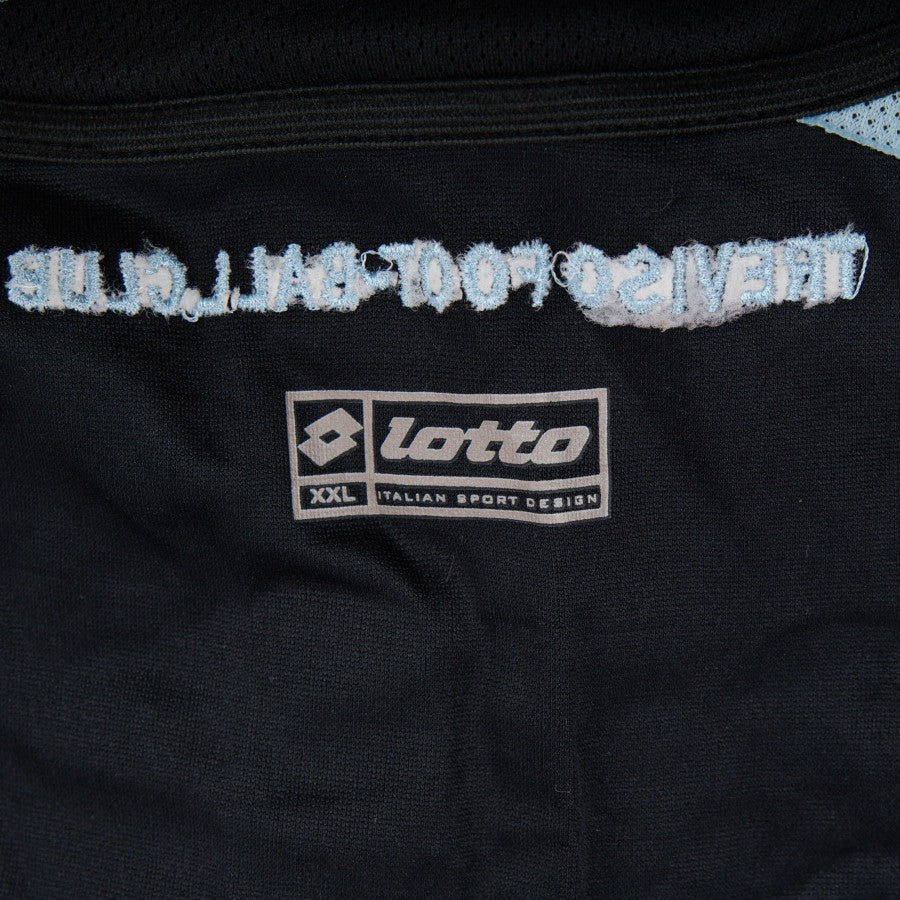 TREVISO FOOT-BALL CLUB
lotto
XXL ITALIAN SPORT DESIGN